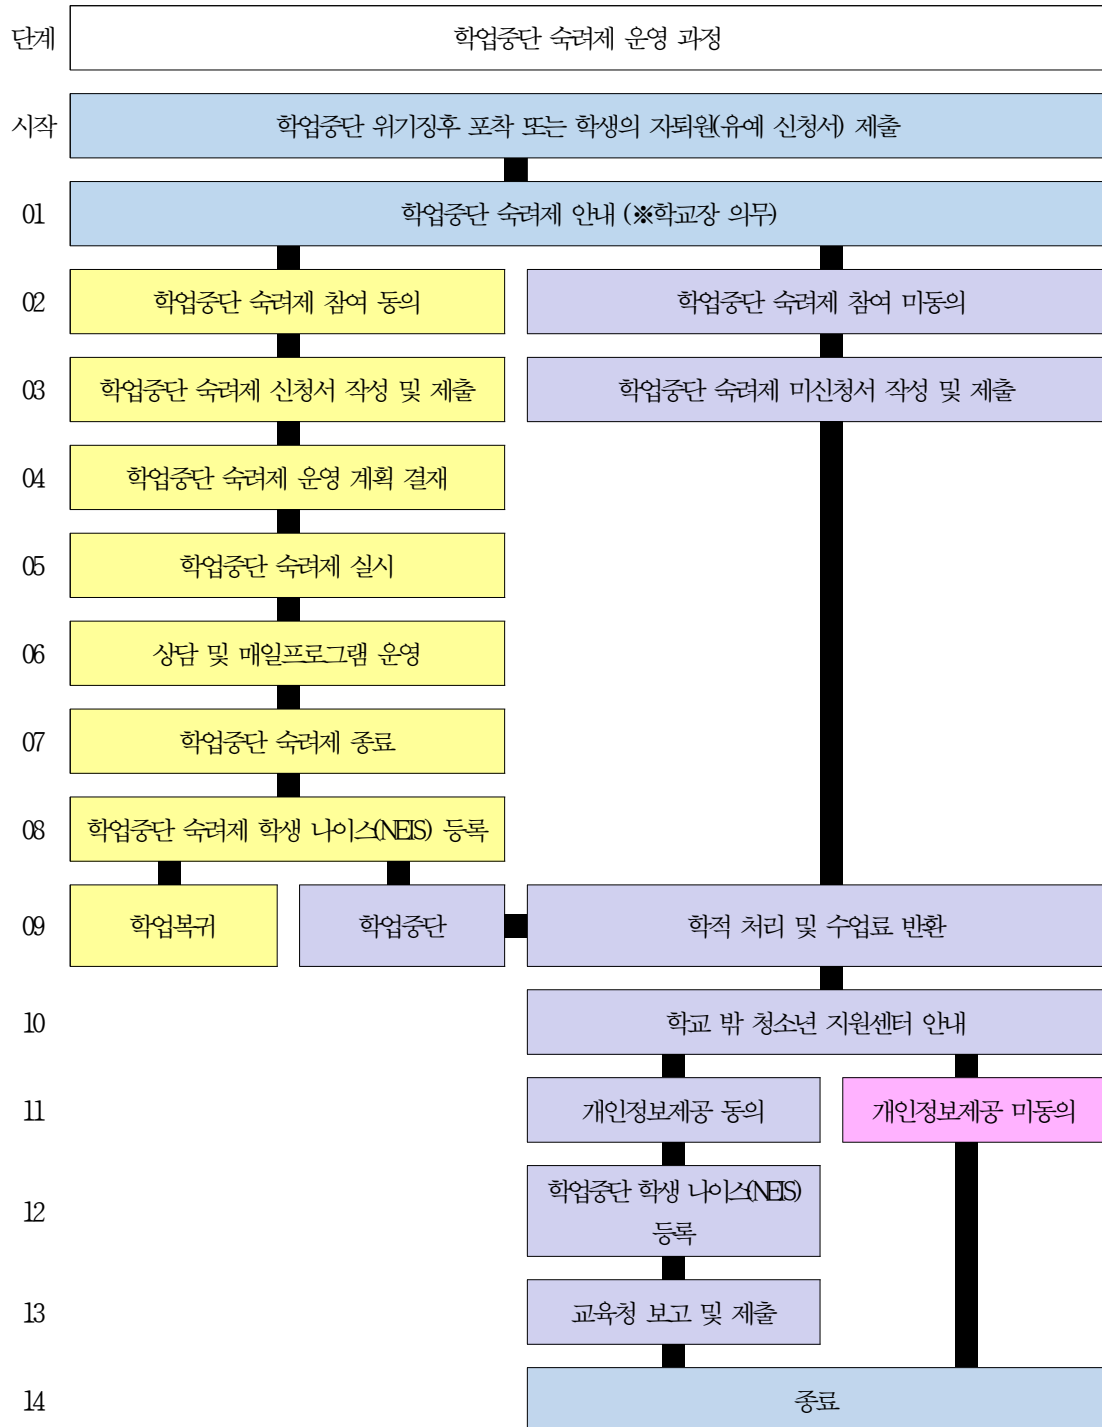 단계
학업중단 숙려제 운영 과정
시작
학업중단 위기징후 포착 또는 학생의 자퇴원(유예 신청서) 제출
01
학업중단 숙려제 안내 (※학교장 의무)
02
학업중단 숙려제 참여 동의
학업중단 숙려제 참여 미동의
03
학업중단 숙려제 신청서 작성 및 제출
학업중단 숙려제 미신청서 작성 및 제출
04
학업중단 숙려제 운영 계획 결재
05
학업중단 숙려제 실시
06
상담 및 매일프로그램 운영
07
학업중단 숙려제 종료
08
학업중단 숙려제 학생 나이스(NEIS) 등록
09
학업복귀
학업중단
학적 처리 및 수업료 반환
10
학교 밖 청소년 지원센터 안내
11
개인정보제공 동의
개인정보제공 미동의
12
학업중단 학생 나이스(NEIS)
등록
13
교육청 보고 및 제출
14
종료